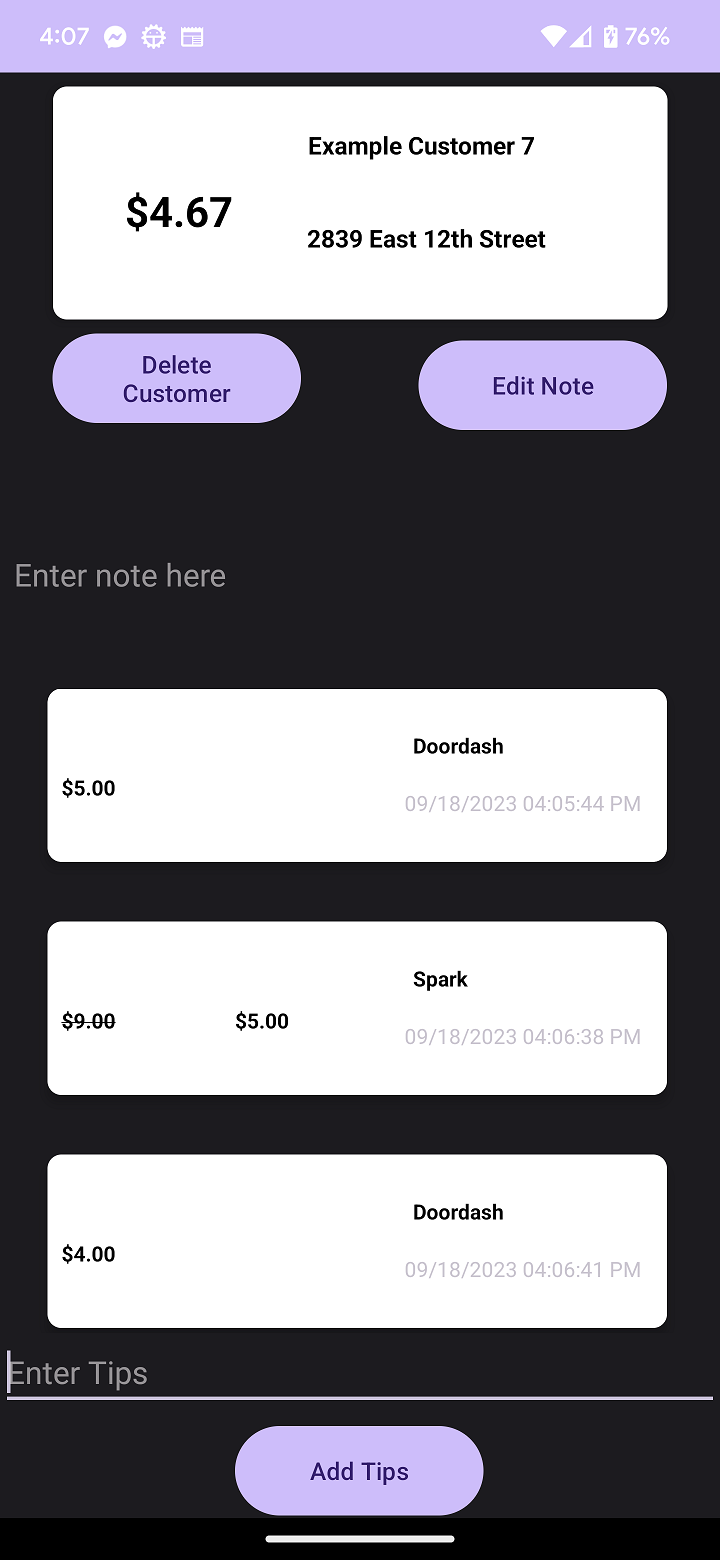 4:07 76%
Example Customer 7
$4.67
2839 East 12th Street
Delete
Customer
Edit Note
Enter note here
Doordash
$5.00
09/18/2023 04:05:44 PM
Spark
$9.00 $5.00
09/18/2023 04:06:38 PM
Doordash
$4.00
09/18/2023 04:06:41 PM
Enter Tips
Add Tips